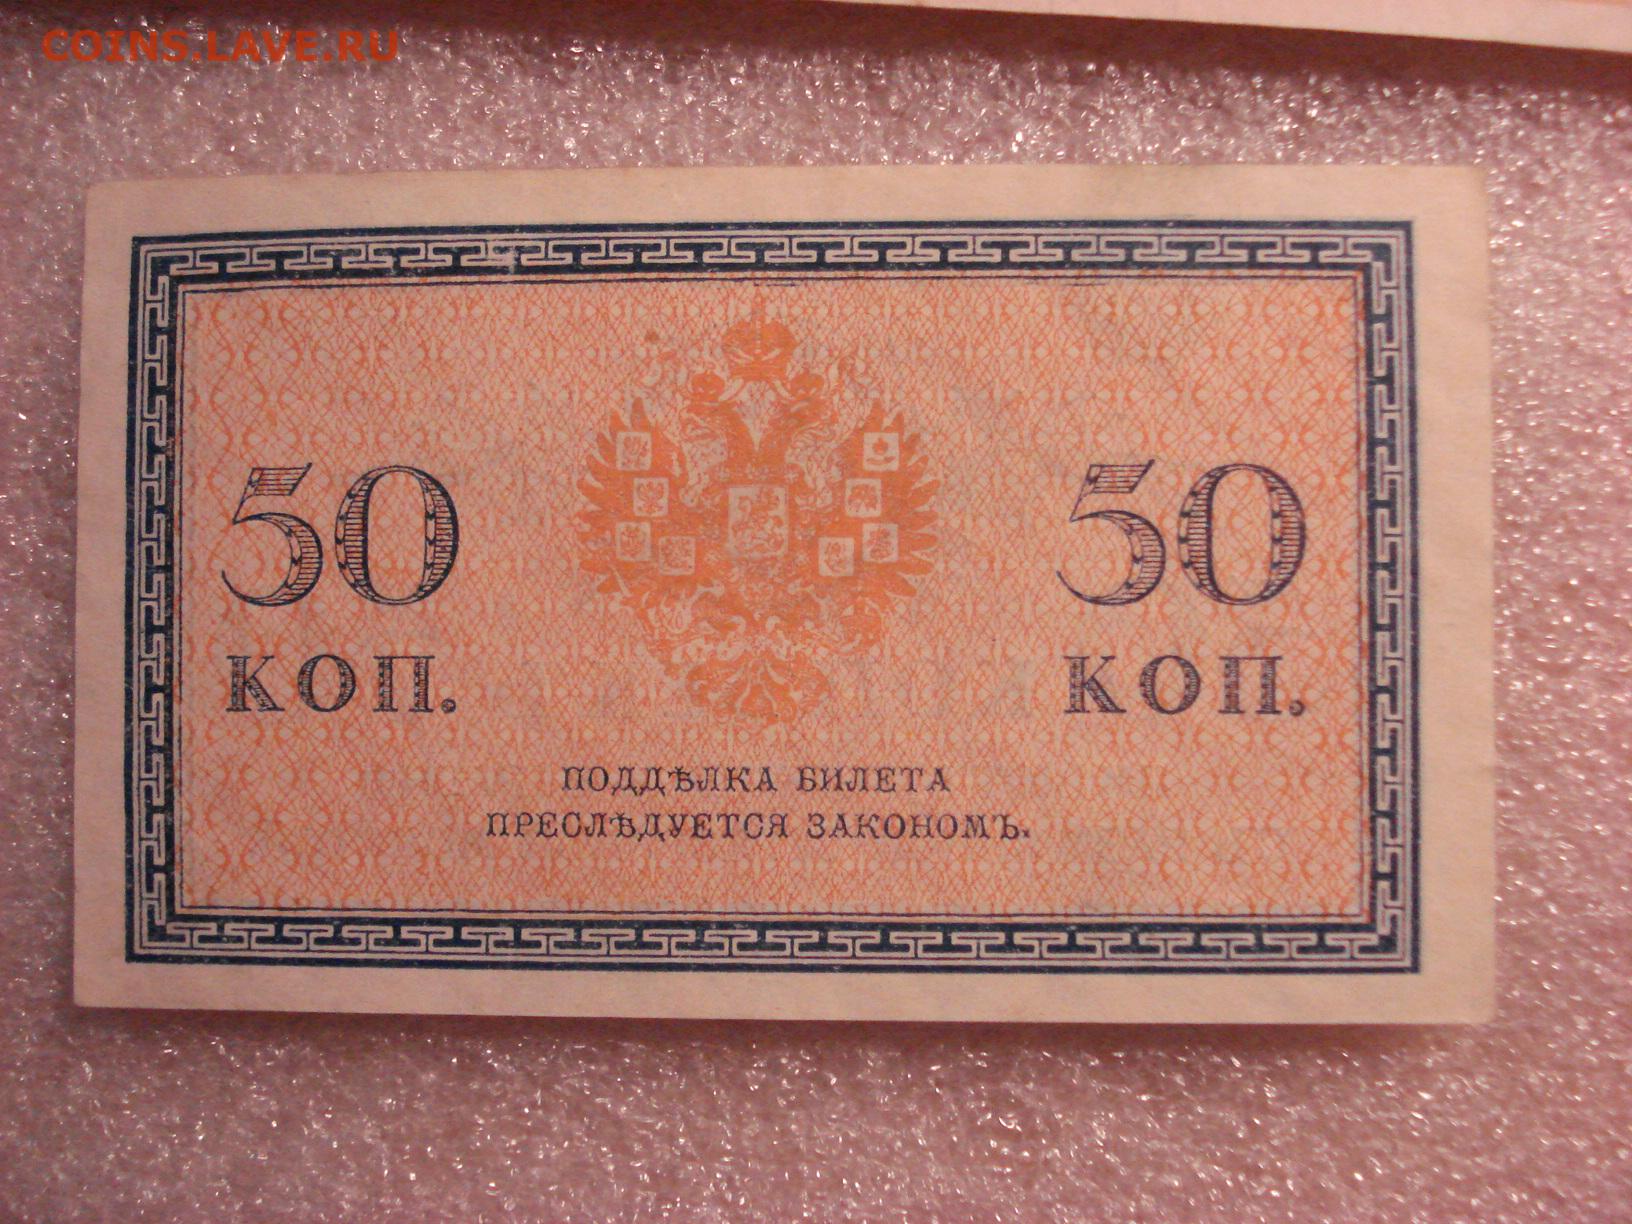 COINS.LAVE.RU
50 50
КОП. КОП.
ПОДДѢЛКА БИЛЕТА
ПРЕСЛѢДУЕТСЯ ЗАКОНОМЪ.